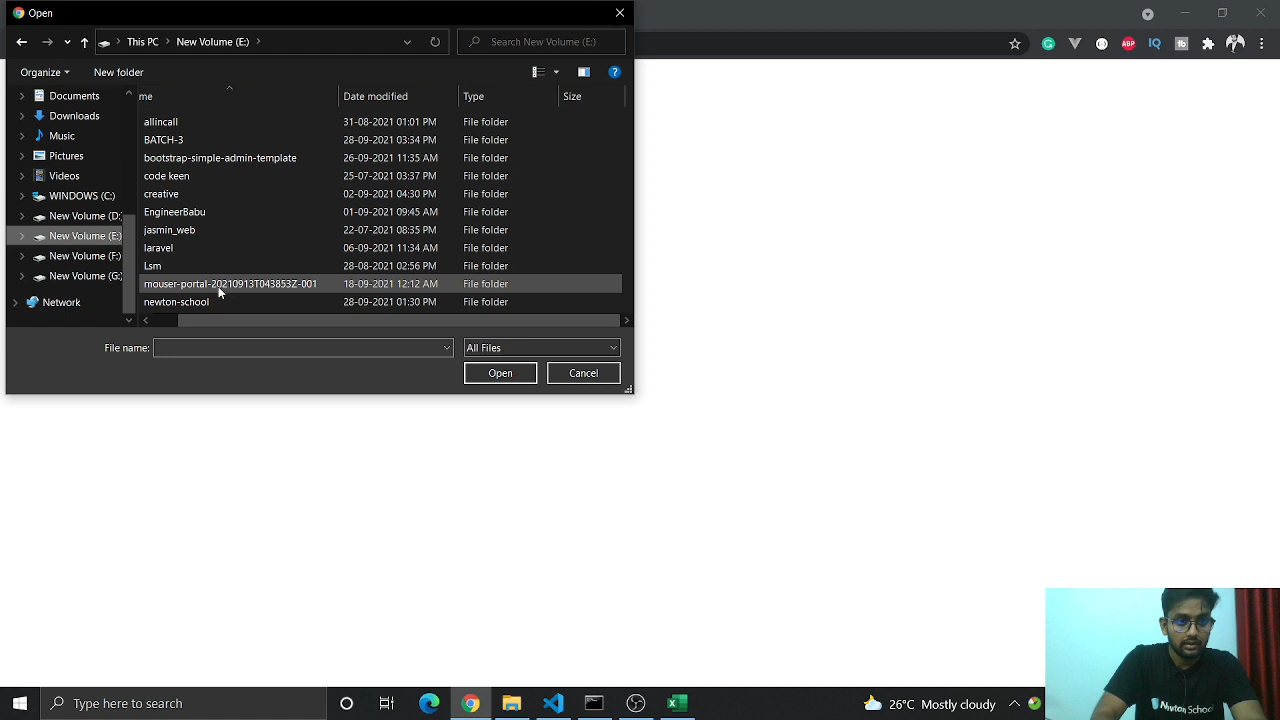 Open
This PC
New Volume (E:)
Search New Volume (E:)
Organize
New folder
Documents
Downloads
Music
Pictures
Videos
WINDOWS (C:)
New Volume (D:
New Volume (E:)
New Volume (F:)
New Volume (G:
Network
me Date modified Type Size
allincall 31-08-2021 01:01 PM File folder
BATCH-3 28-09-2021 03:34 PM File folder
bootstrap-simple-admin-template 26-09-2021 11:35 AM File folder
code keen 25-07-2021 03:37 PM File folder
creative 02-09-2021 04:30 PM File folder
EngineerBabu 01-09-2021 09:45 AM File folder
jasmin_web 22-07-2021 08:35 PM File folder
laravel 06-09-2021 11:34 AM File folder
Lsm 28-08-2021 02:56 PM File folder
mouser-portal-20210913T043853Z-001 18-09-2021 12:12 AM File folder
newton-school 28-09-2021 01:30 PM File folder
File name:
All Files
Open
Cancel
ABP
IQ
tb
Newton School
Type here to search
26°C Mostly cloudy